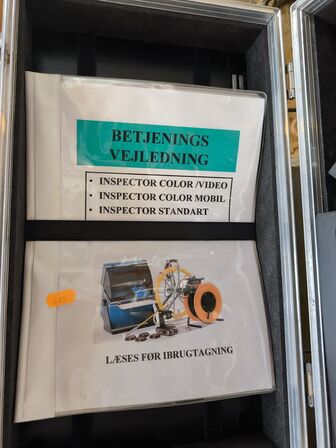 BETJENINGS
VEJLEDNING
• INSPECTOR COLOR /VIDEO
• INSPECTOR COLOR MOBIL
• INSPECTOR STANDART
LÆSES FØR IBRUGTAGNING